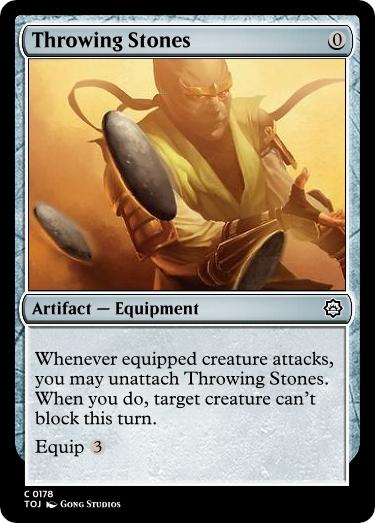 Throwing Stones 0
Artifact — Equipment
Whenever equipped creature attacks,
you may unattach Throwing Stones.
When you do, target creature can't
block this turn.
Equip 3
C 0178
TOJ Gong Studios